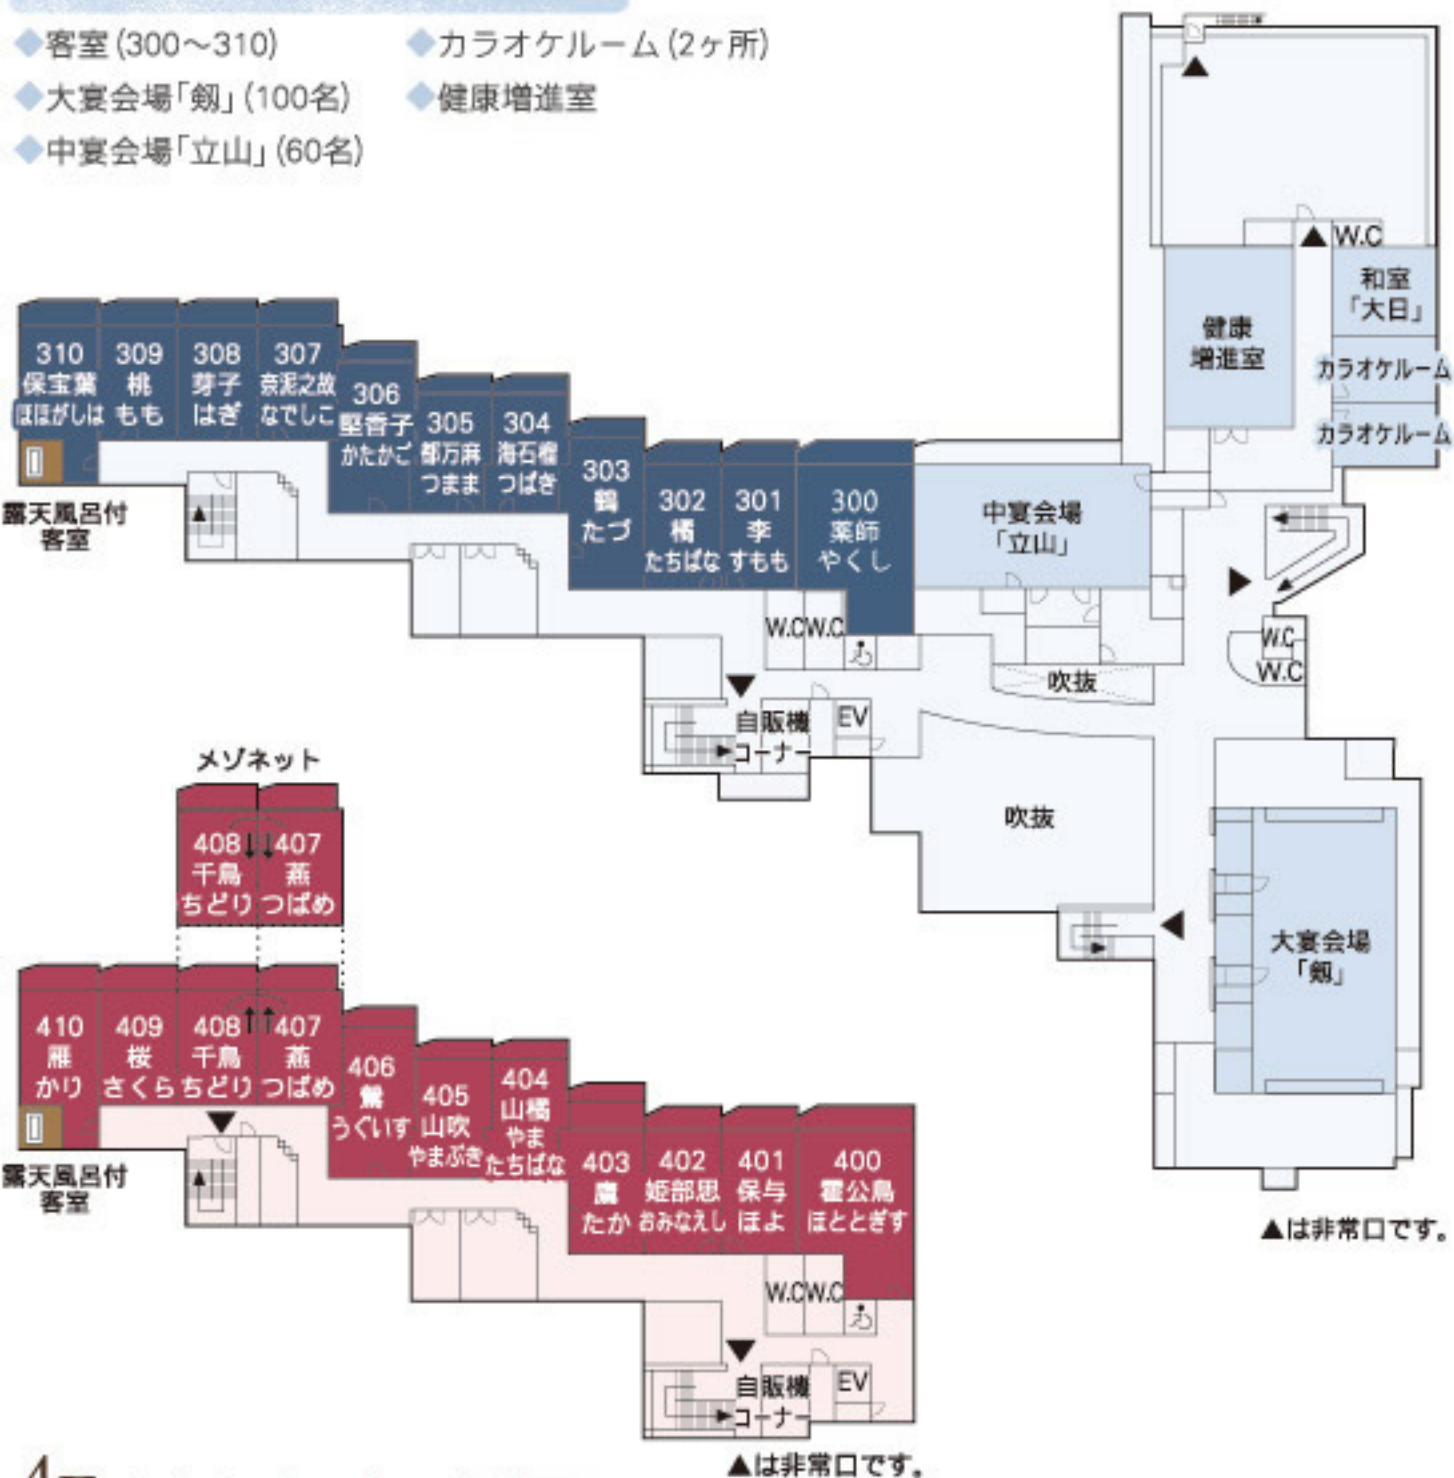 ◆客室(300〜310)
◆カラオケルーム(2ヶ所)
◆大宴会場「剱」(100名)
◆健康増進室
◆中宴会場「立山」(60名)
W.C
和室
「大日」
健康
増進室
カラオケルーム
カラオケルーム
310
保宝葉
ほほがしは
309
桃
もも
308
芽子
はぎ
307
奈泥之故
なでしこ
306
堅香子
かたかご
305
都万麻
つまま
304
海石榴
つばき
303
鶴
たづ
302
橘
たちばな
301
李
すもも
300
薬師
やくし
中宴会場
「立山」
露天風呂付
客室
W.C
W.C
W.C
W.C
吹抜
自販機
コーナー
EV
吹抜
大宴会場
「剱」
▲は非常口です。
メゾネット
408
千鳥
ちどり
407
燕
つばめ
410
雁
かり
409
桜
さくら
408
千鳥
ちどり
407
燕
つばめ
406
鶯
うぐいす
405
山吹
やまぶき
404
山橘
やま
たちばな
403
鷹
たか
402
姫部思
おみなえし
401
保与
ほよ
400
霍公鳥
ほととぎす
露天風呂付
客室
W.C
W.C
自販機
コーナー
EV
▲は非常口です。